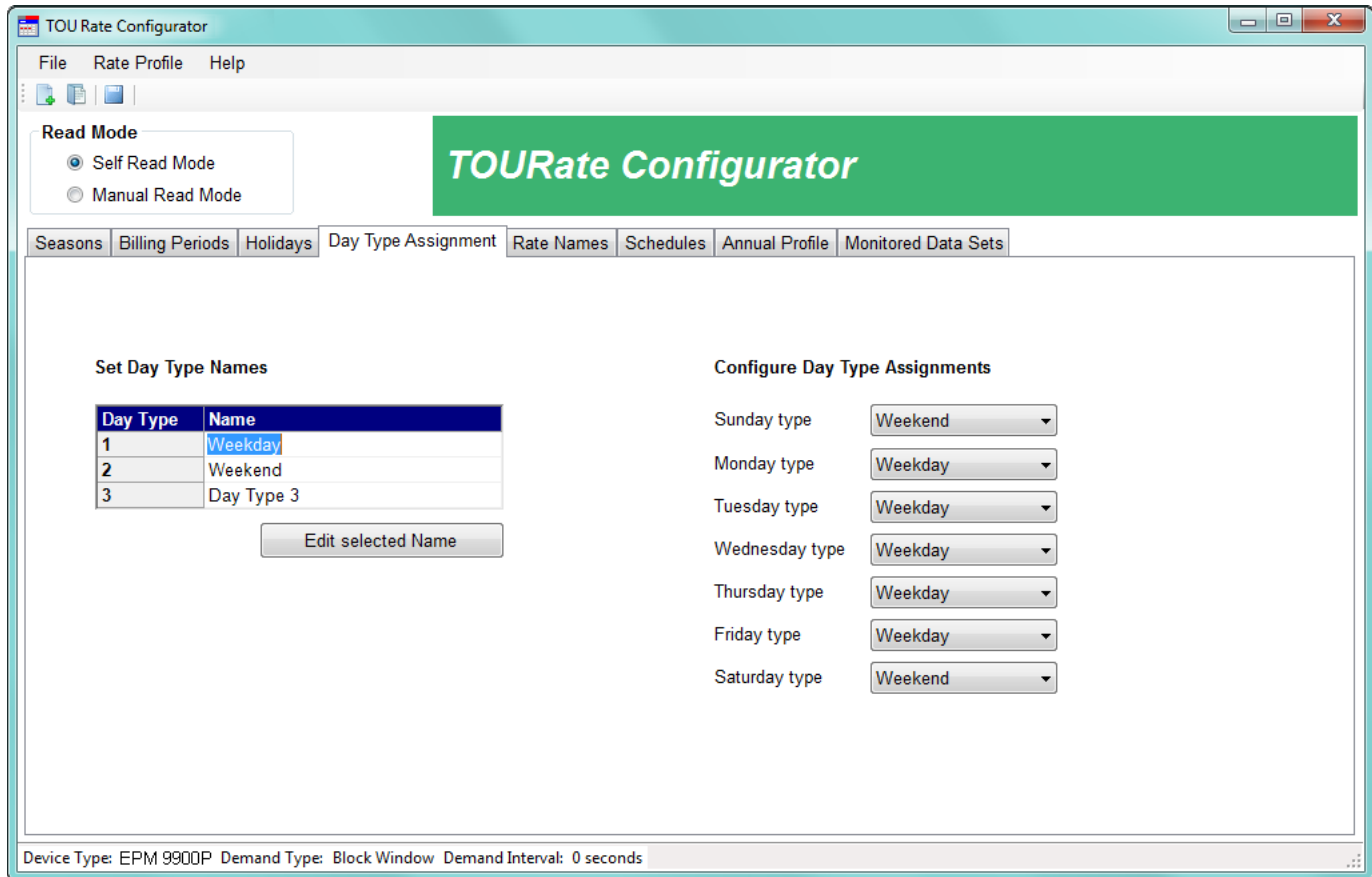 TOU Rate Configurator
File Rate Profile Help
Read Mode
Self Read Mode
Manual Read Mode
TOURate Configurator
Seasons Billing Periods Holidays Day Type Assignment Rate Names Schedules Annual Profile Monitored Data Sets
Set Day Type Names
Day Type Name
1 Weekday
2 Weekend
3 Day Type 3
Edit selected Name
Configure Day Type Assignments
Sunday type Weekend
Monday type Weekday
Tuesday type Weekday
Wednesday type Weekday
Thursday type Weekday
Friday type Weekday
Saturday type Weekend
Device Type: EPM 9900P Demand Type: Block Window Demand Interval: 0 seconds